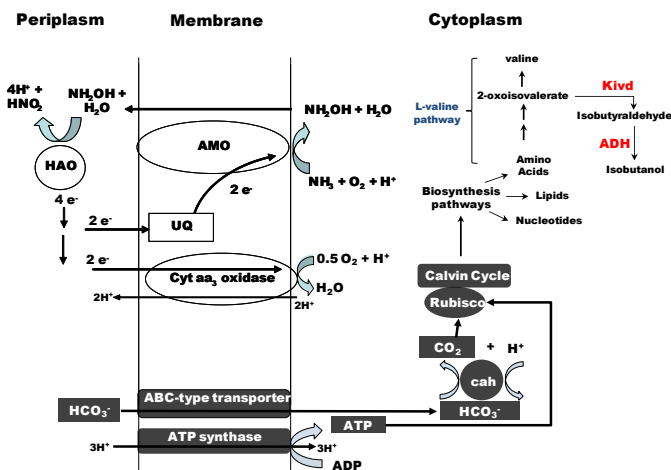 Periplasm
Membrane
Cytoplasm
4H⁺ +
HNO₂
NH₂OH +
H₂O
HAO
4 e⁻
2 e⁻
2 e⁻
AMO
2 e⁻
UQ
Cyt aa₃ oxidase
2H⁺
2H⁺
NH₂OH + H₂O
NH₃ + O₂ + H⁺
0.5 O₂ + H⁺
H₂O
valine
2-oxoisovalerate
L-valine
pathway
Kivd
Isobutyraldehyde
ADH
Isobutanol
Amino
Acids
Biosynthesis
pathways
Lipids
Nucleotides
Calvin Cycle
Rubisco
CO₂
+
H⁺
cah
HCO₃⁻
HCO₃⁻
ABC-type transporter
ATP
ATP synthase
3H⁺
3H⁺
ADP